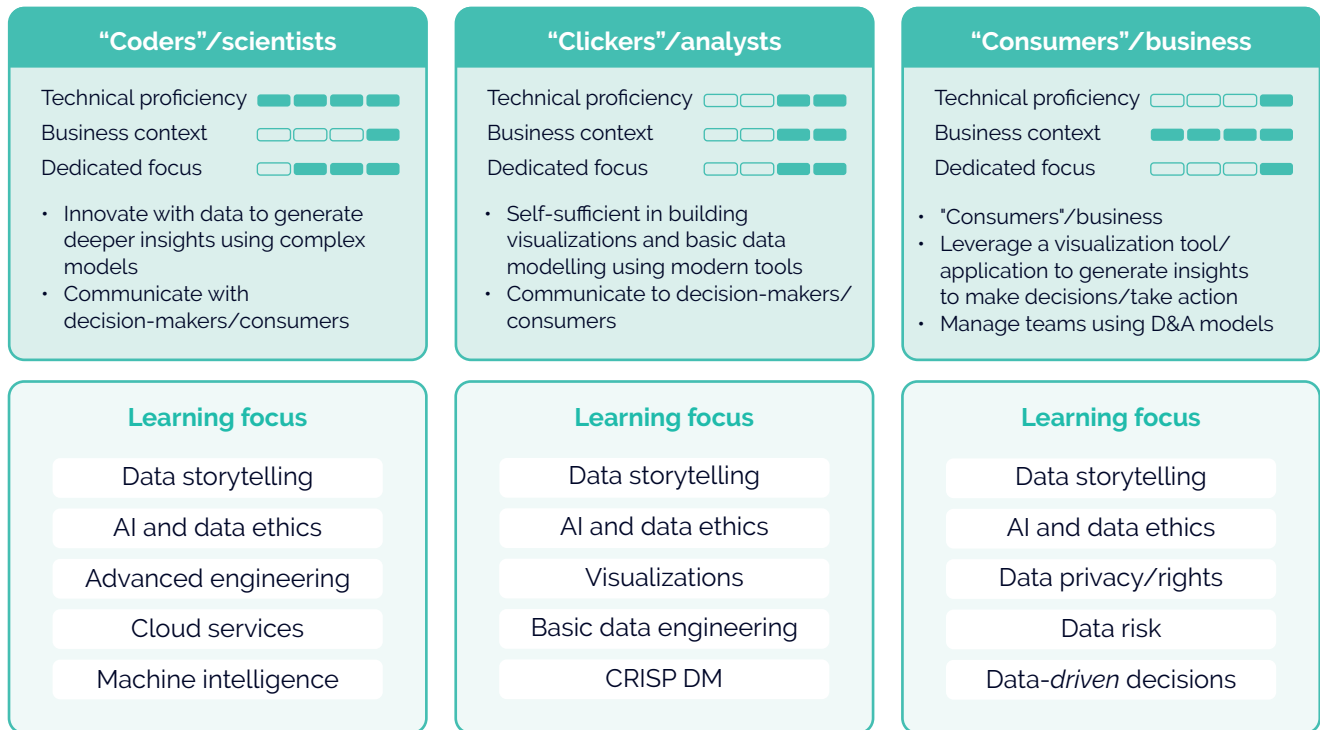 “Coders”/scientists
Technical proficiency
Business context
Dedicated focus
• Innovate with data to generate
deeper insights using complex
models
• Communicate with
decision-makers/consumers
“Clickers”/analysts
Technical proficiency
Business context
Dedicated focus
• Self-sufficient in building
visualizations and basic data
modelling using modern tools
• Communicate to decision-makers/
consumers
“Consumers”/business
Technical proficiency
Business context
Dedicated focus
• "Consumers"/business
• Leverage a visualization tool/
application to generate insights
to make decisions/take action
• Manage teams using D&A models
Learning focus
Data storytelling
AI and data ethics
Advanced engineering
Cloud services
Machine intelligence
Learning focus
Data storytelling
AI and data ethics
Visualizations
Basic data engineering
CRISP DM
Learning focus
Data storytelling
AI and data ethics
Data privacy/rights
Data risk
Data-driven decisions